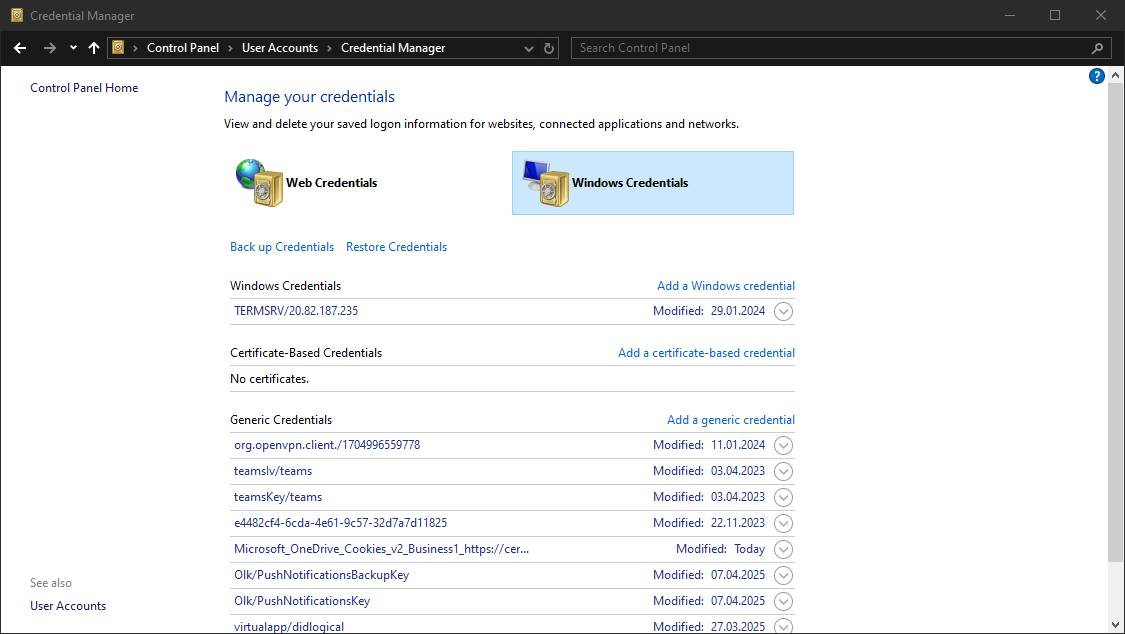 Credential Manager
Control Panel > User Accounts > Credential Manager
Search Control Panel
Control Panel Home
?
Manage your credentials
View and delete your saved logon information for websites, connected applications and networks.
Web Credentials
Windows Credentials
Back up Credentials Restore Credentials
Windows Credentials Add a Windows credential
TERMSRV/20.82.187.235 Modified: 29.01.2024
Certificate-Based Credentials Add a certificate-based credential
No certificates.
Generic Credentials Add a generic credential
org.openvpn.client./1704996559778 Modified: 11.01.2024
teamsIv/teams Modified: 03.04.2023
teamsKey/teams Modified: 03.04.2023
e4482cf4-6cda-4e61-9c57-32d7a7d11825 Modified: 22.11.2023
Microsoft_OneDrive_Cookies_v2_Business1_https://cer... Modified: Today
Olk/PushNotificationsBackupKey Modified: 07.04.2025
Olk/PushNotificationsKey Modified: 07.04.2025
virtualapp/didlogical Modified: 27.03.2025
See also
User Accounts